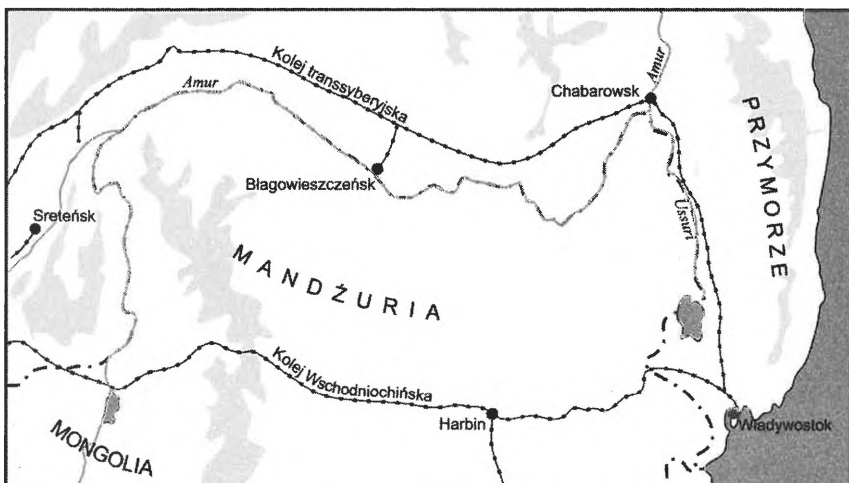 Kolej transsyberyjska
Amur
Amur
Chabarowsk
PRZYMORZE
Błagowieszczeńsk
Sreteńsk
Ussuri
MANDŻURIA
Kolej Wschodniochińska
Harbin
Władywostok
MONGOLIA